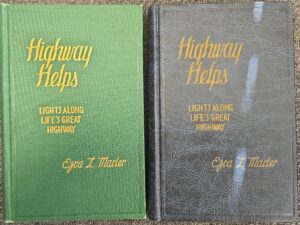 Highway
Helps
LIGHTS ALONG
LIFE'S GREAT
HIGHWAY
Ezra L. Marler
Highway
Helps
LIGHTS ALONG
LIFE'S GREAT
HIGHWAY
Ezra L. Marler